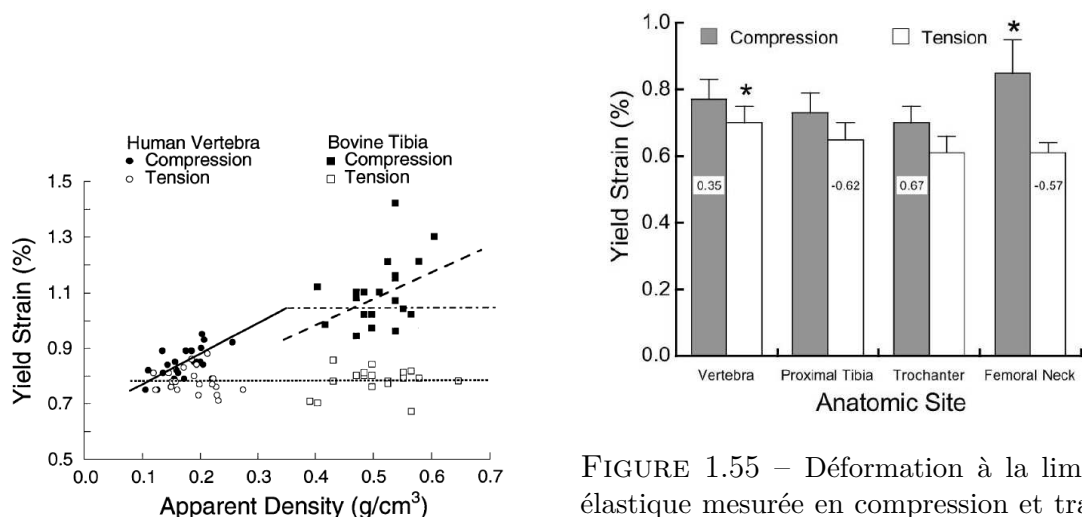 Human Vertebra
Compression
Tension
Bovine Tibia
Compression
Tension
Yield Strain (%)
1.5
1.3
1.1
0.9
0.7
0.5
0.0 0.1 0.2 0.3 0.4 0.5 0.6 0.7
Apparent Density (g/cm³)
Compression Tension
Yield Strain (%)
1.0
0.8
0.6
0.4
0.2
0.0
*
*
0.35
-0.62
0.67
-0.57
Vertebra Proximal Tibia Trochanter Femoral Neck
Anatomic Site
FIGURE 1.55 – Déformation à la lim
élastique mesurée en compression et tra